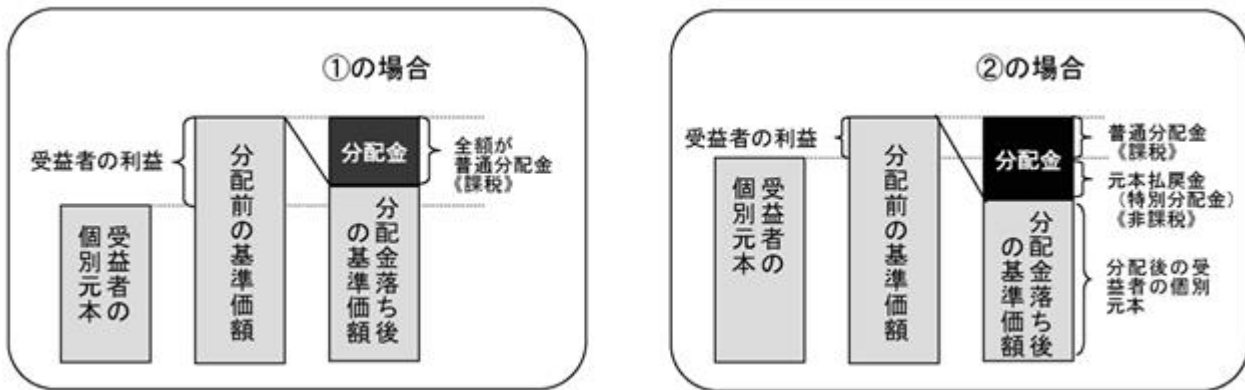 ①の場合
受益者の利益
受益者の
個別元本
分配前の基準価額
分配金
分配金落ち後
の基準価額
全額が
普通分配金
《課税》
②の場合
受益者の利益
受益者の
個別元本
分配前の基準価額
分配金
分配金落ち後
の基準価額
普通分配金
《課税》
元本払戻金
（特別分配金）
《非課税》
分配後の受
益者の個別
元本